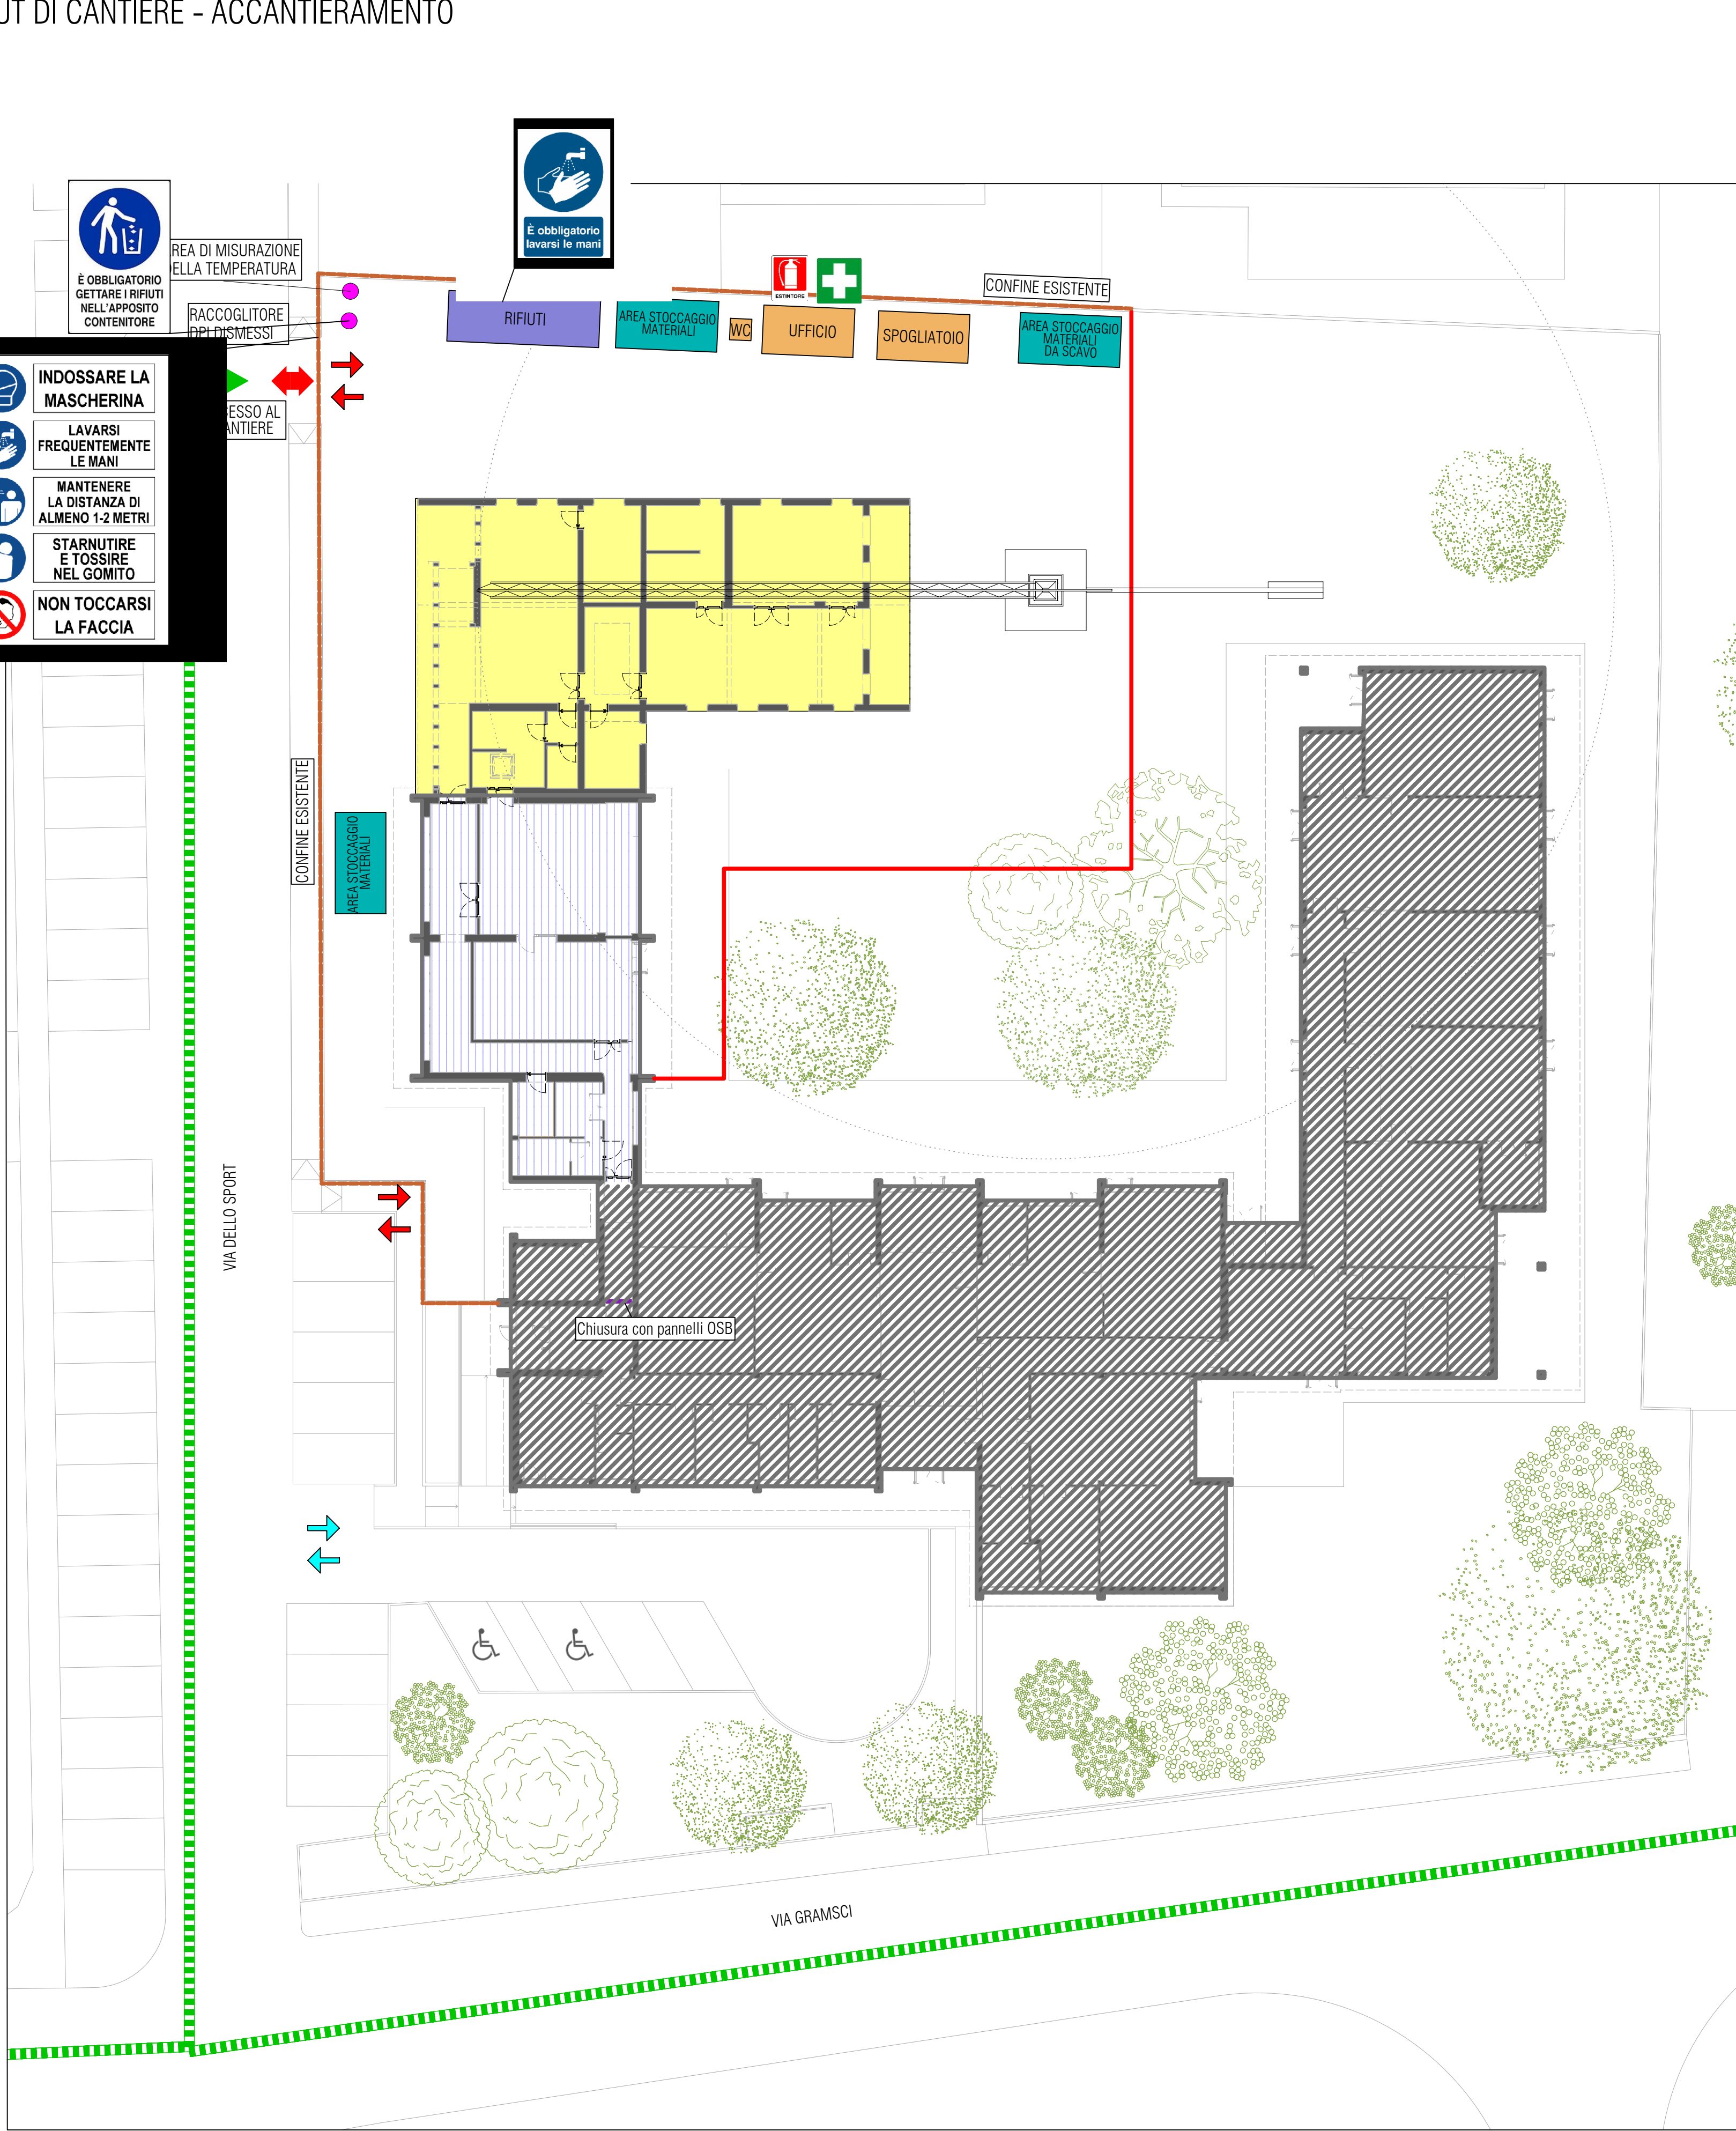 UT DI CANTIERE - ACCANTIERAMENTO
È obbligatorio
lavarsi le mani
È OBBLIGATORIO
GETTARE I RIFIUTI
NELL'APPOSITO
CONTENITORE
REA DI MISURAZIONE
ELLA TEMPERATURA
RACCOGLITORE
DPI DISMESSI
ESTINTORE
CONFINE ESISTENTE
RIFIUTI
AREA STOCCAGGIO
MATERIALI
WC
UFFICIO
SPOGLIATOIO
AREA STOCCAGGIO
MATERIALI
DA SCAVO
CESSO AL
ANTIERE
INDOSSARE LA
MASCHERINA
LAVARSI
FREQUENTEMENTE
LE MANI
MANTENERE
LA DISTANZA DI
ALMENO 1-2 METRI
STARNUTIRE
E TOSSIRE
NEL GOMITO
NON TOCCARSI
LA FACCIA
CONFINE ESISTENTE
AREA STOCCAGGIO
MATERIALI
VIA DELLO SPORT
Chiusura con pannelli OSB
VIA GRAMSCI